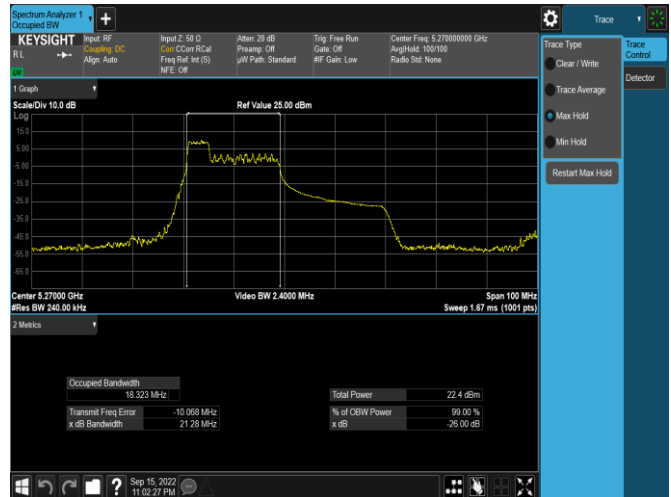 Spectrum Analyzer 1
Occupied BW
+
Trace
KEYSIGHT
R L
LW
Input: RF
Coupling: DC
Align: Auto
Input Z: 50 Ω
Corr CCorr RCal
Freq Ref: Int (S)
NFE: Off
Atten: 20 dB
Preamp: Off
µW Path: Standard
Trig: Free Run
Gate: Off
#IF Gain: Low
Center Freq: 5.270000000 GHz
Avg|Hold: 100/100
Radio Std: None
Trace Type
Clear / Write
Trace Average
Max Hold
Min Hold
Restart Max Hold
Trace
Control
Detector
1 Graph
Scale/Div 10.0 dB
Ref Value 25.00 dBm
Log
15.0
5.00
-5.00
-15.0
-25.0
-35.0
-45.0
-55.0
-65.0
Center 5.27000 GHz
Video BW 2.4000 MHz
Span 100 MHz
#Res BW 240.00 kHz
Sweep 1.67 ms (1001 pts)
2 Metrics
Occupied Bandwidth
18.323 MHz
Total Power 22.4 dBm
Transmit Freq Error -10.068 MHz
% of OBW Power 99.00 %
x dB Bandwidth 21.28 MHz
x dB -26.00 dB
?
Sep 15, 2022
11:02:27 PM